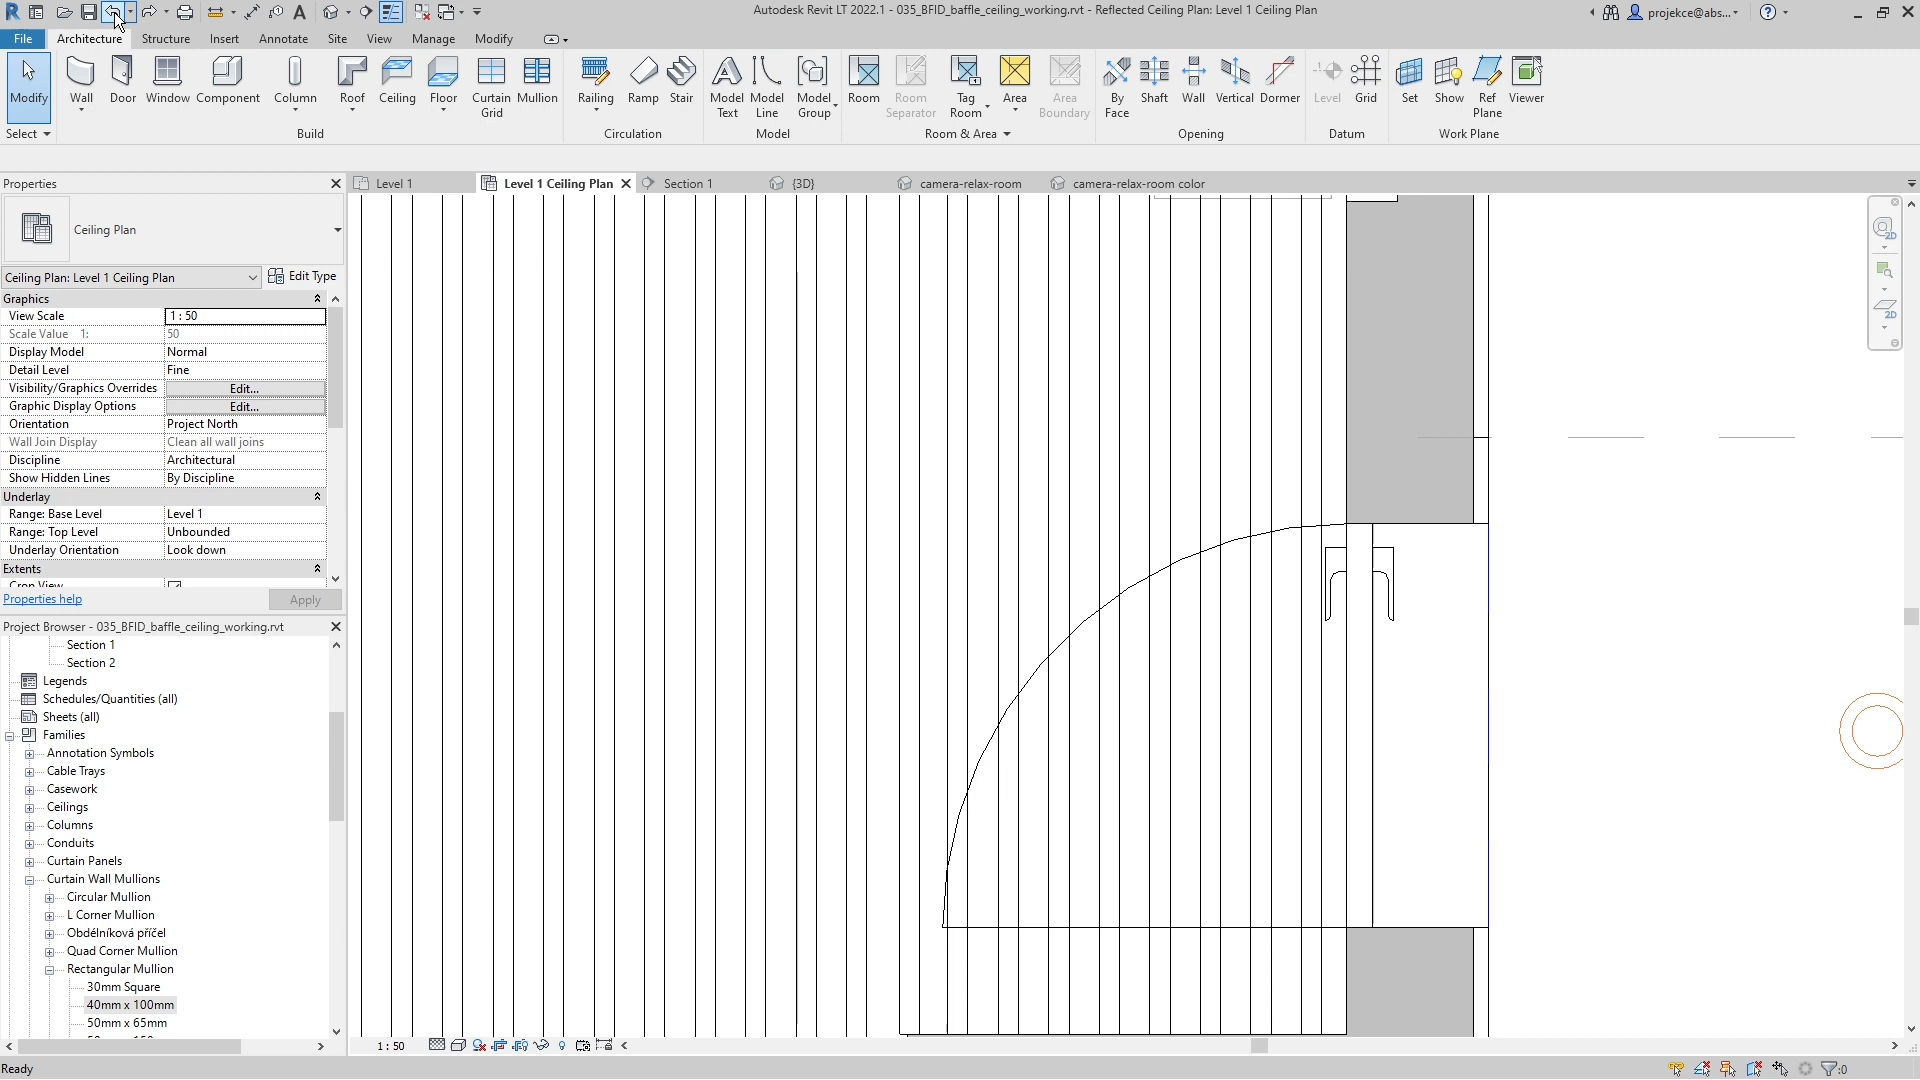 Autodesk Revit LT 2022.1 - 035_BFID_baffle_ceiling_working.rvt - Reflected Ceiling Plan: Level 1 Ceiling Plan
projekce@abs...
File Architecture Structure Insert Annotate Site View Manage Modify
Modify Wall Door Window Component Column Roof Ceiling Floor Curtain Grid Mullion Railing Ramp Stair Model Text Model Line Model Group Room Room Separator Tag Room Area Area Boundary By Face Shaft Wall Vertical Dormer Level Grid Set Show Ref Plane Viewer
Select Build Circulation Model Room & Area Opening Datum Work Plane
Properties
Level 1 Level 1 Ceiling Plan Section 1 {3D} camera-relax-room camera-relax-room color
Ceiling Plan
Ceiling Plan: Level 1 Ceiling Plan Edit Type
Graphics
View Scale 1 : 50
Scale Value 1: 50
Display Model Normal
Detail Level Fine
Visibility/Graphics Overrides Edit...
Graphic Display Options Edit...
Orientation Project North
Wall Join Display Clean all wall joins
Discipline Architectural
Show Hidden Lines By Discipline
Underlay
Range: Base Level Level 1
Range: Top Level Unbounded
Underlay Orientation Look down
Extents
Crop View
Properties help Apply
Project Browser - 035_BFID_baffle_ceiling_working.rvt
Section 1
Section 2
Legends
Schedules/Quantities (all)
Sheets (all)
Families
Annotation Symbols
Cable Trays
Casework
Ceilings
Columns
Conduits
Curtain Panels
Curtain Wall Mullions
Circular Mullion
L Corner Mullion
Obdélníková příčel
Quad Corner Mullion
Rectangular Mullion
30mm Square
40mm x 100mm
50mm x 65mm
1 : 50
Ready
:0
2D
2D